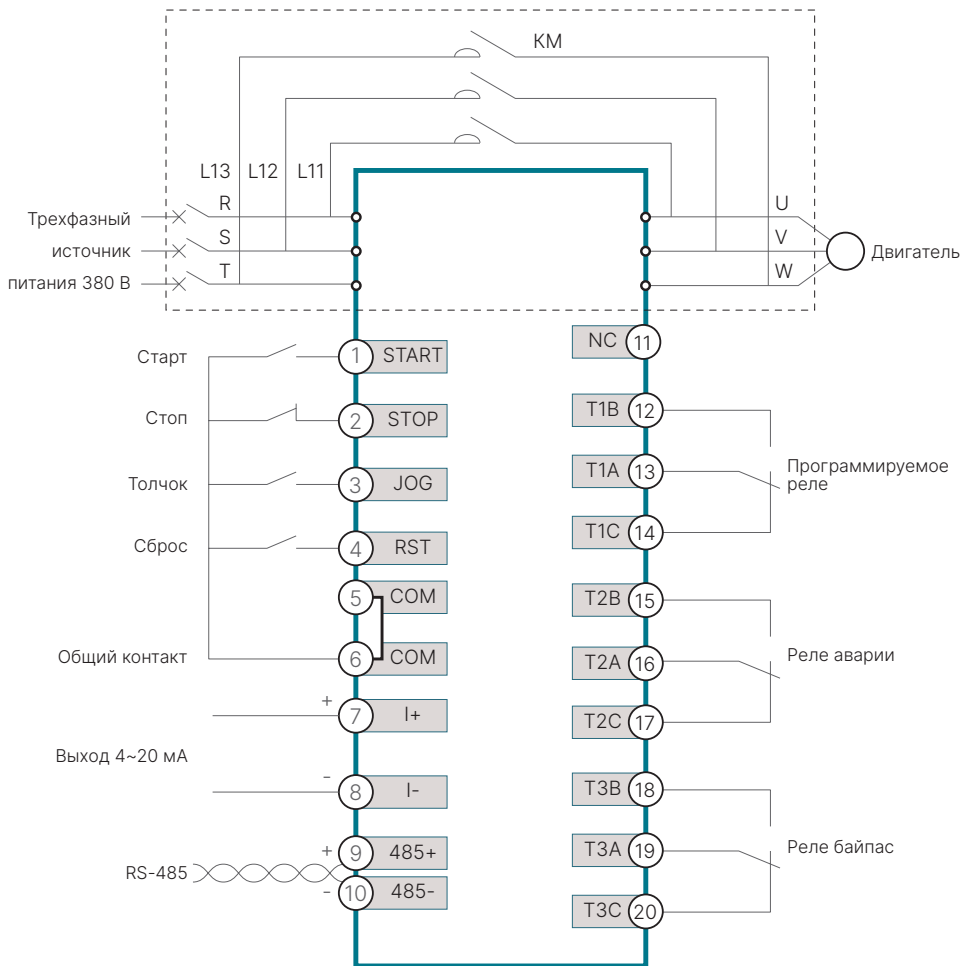 KM
L13 L12 L11
R
U
Трехфазный
источник
питания 380 В
S
V
T
W
Двигатель
Старт
1 START
Стоп
2 STOP
Толчок
3 JOG
Сброс
4 RST
5 COM
Общий контакт
6 COM
+
7 I+
Выход 4~20 мА
-
8 I-
RS-485
+
9 485+
-
10 485-
NC 11
T1B 12
T1A 13
T1C 14
Программируемое
реле
T2B 15
T2A 16
T2C 17
Реле аварии
T3B 18
T3A 19
T3C 20
Реле байпас